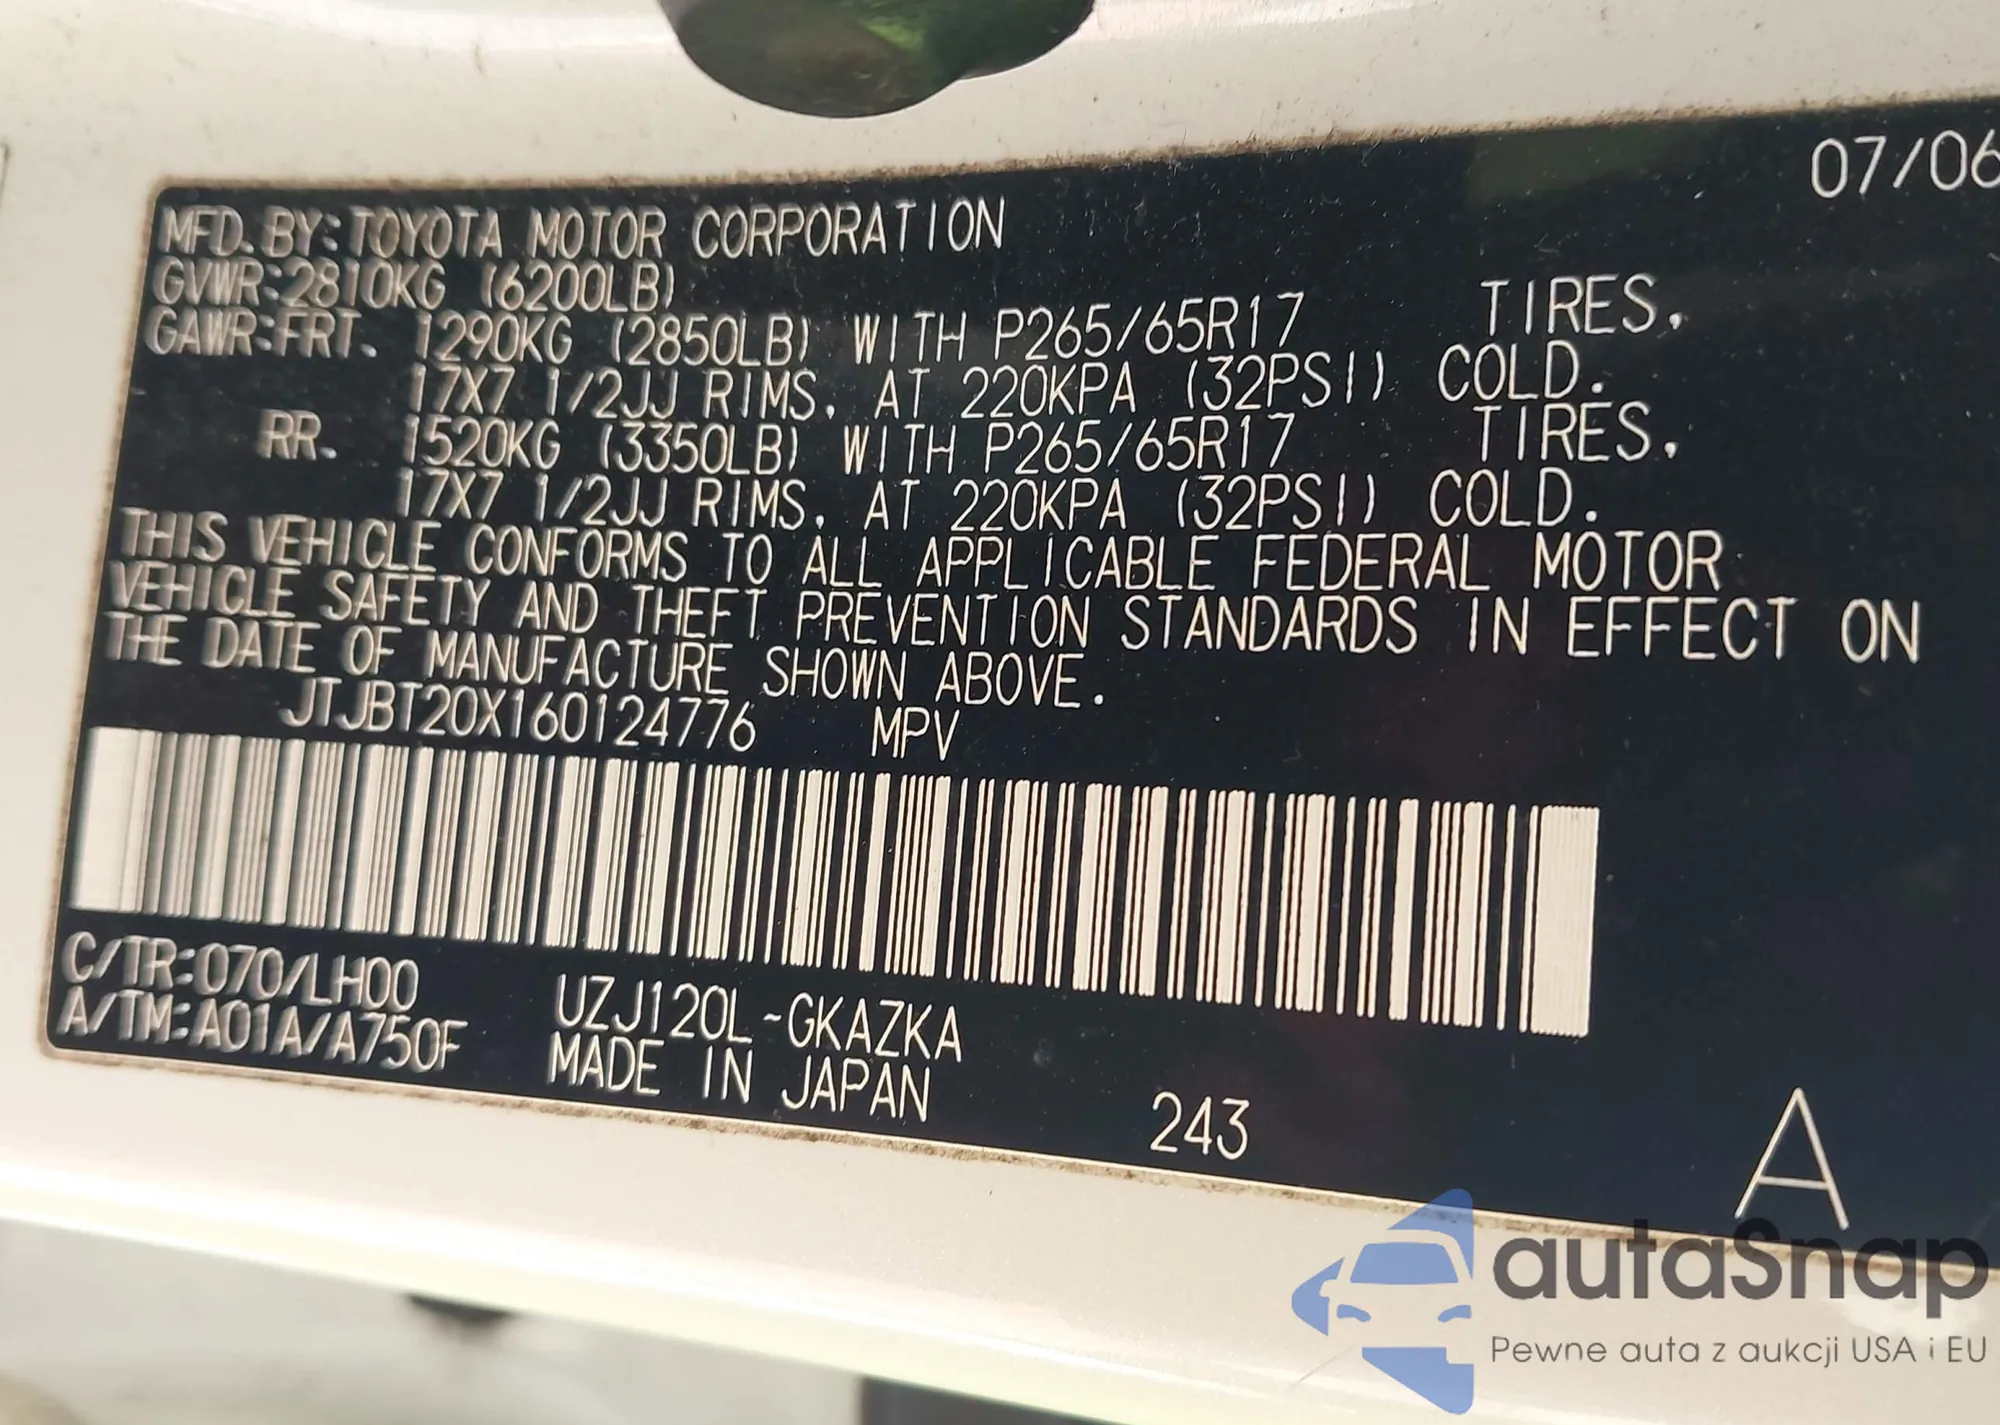 07/06
MFD. BY: TOYOTA MOTOR CORPORATION
GVWR: 2810KG (6200LB)
GAWR: FRT. 1290KG (2850LB) WITH P265/65R17 TIRES,
17X7 1/2JJ RIMS, AT 220KPA (32PSI) COLD.
RR. 1520KG (3350LB) WITH P265/65R17 TIRES,
17X7 1/2JJ RIMS, AT 220KPA (32PSI) COLD.
THIS VEHICLE CONFORMS TO ALL APPLICABLE FEDERAL MOTOR
VEHICLE SAFETY AND THEFT PREVENTION STANDARDS IN EFFECT ON
THE DATE OF MANUFACTURE SHOWN ABOVE.
JTJBT20X160124776 MPV
C/TR: 070/LH00 UZJ120L-GKAZKA
A/TM: A01A/A750F MADE IN JAPAN
243
A
autaSnap
Pewne auta z aukcji USA i EU